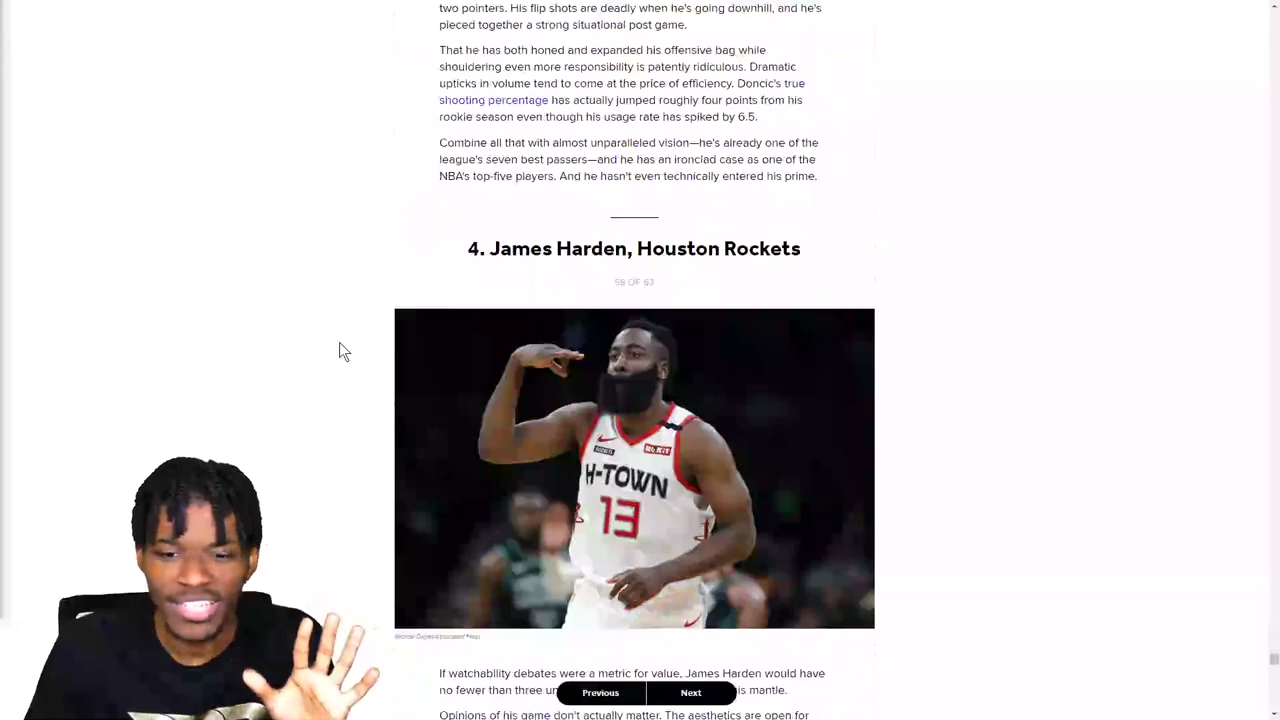 two pointers. His flip shots are deadly when he's going downhill, and he's
pieced together a strong situational post game.
That he has both honed and expanded his offensive bag while
shouldering even more responsibility is patently ridiculous. Dramatic
upticks in volume tend to come at the price of efficiency. Doncic's true
shooting percentage has actually jumped roughly four points from his
rookie season even though his usage rate has spiked by 6.5.
Combine all that with almost unparalleled vision—he's already one of the
league's seven best passers—and he has an ironclad case as one of the
NBA's top-five players. And he hasn't even technically entered his prime.
4. James Harden, Houston Rockets
OF
H-TOWN
13
If watchability debates were a metric for value, James Harden would have
no fewer than three un
is mantle.
Previous
Next
Opinions of his game don't actually matter. The aesthetics are open for